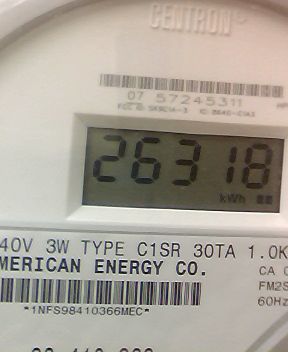 CENTRON®
07 57245311
26318
kWh
40V 3W TYPE C1SR 30TA 1.0K
MERICAN ENERGY CO.
CA
FM2S
60Hz
*1NFS98410366MEC*